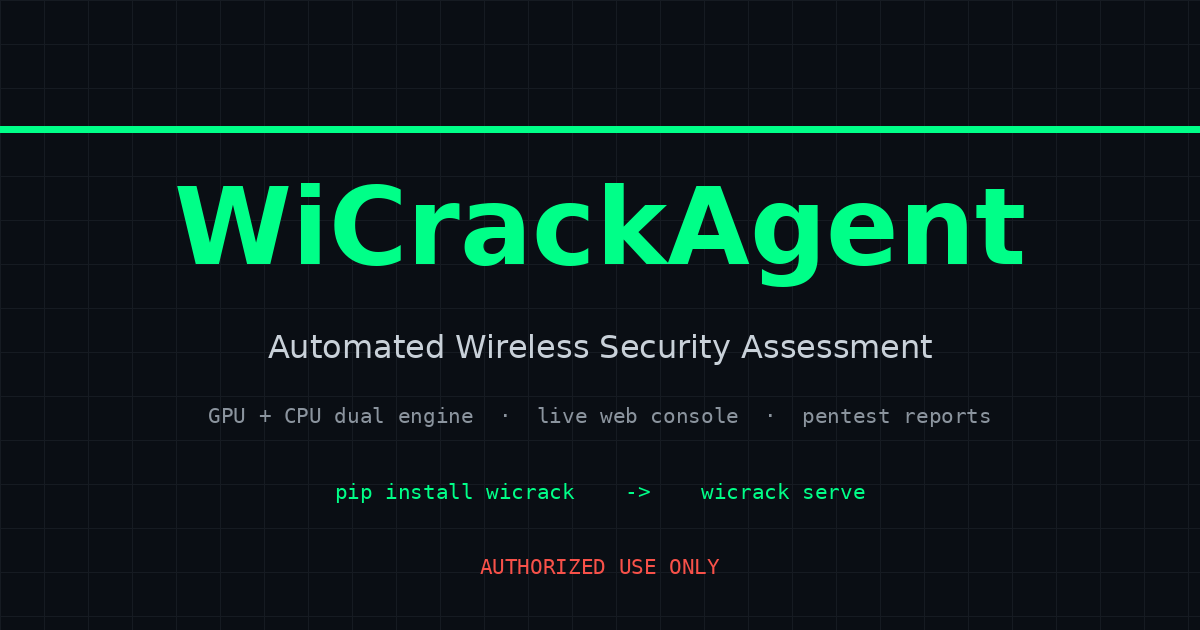 WiCrackAgent
Automated Wireless Security Assessment
GPU + CPU dual engine · live web console · pentest reports
pip install wicrack -> wicrack serve
AUTHORIZED USE ONLY